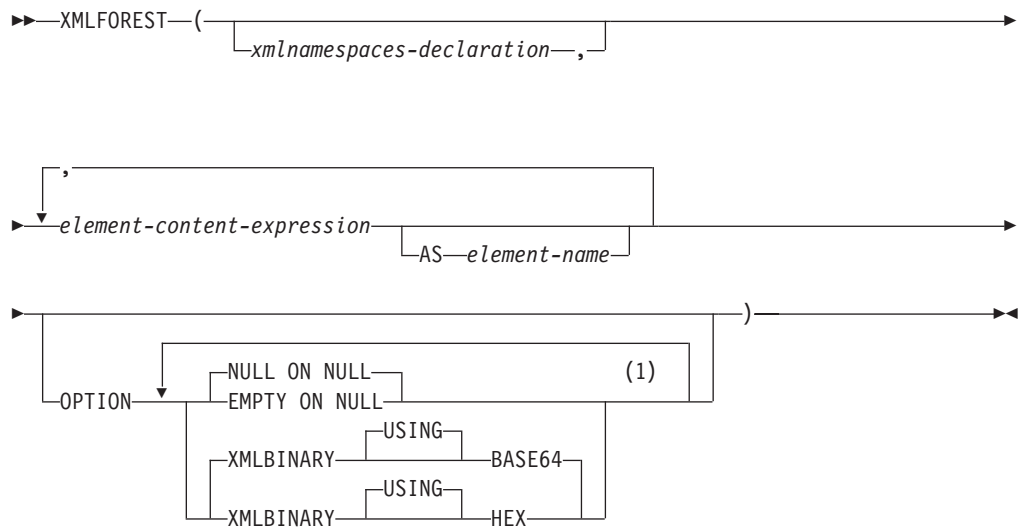 XMLFOREST (
xmlnamespaces-declaration ,
,
element-content-expression
AS element-name
)
NULL ON NULL (1)
OPTION EMPTY ON NULL
USING
XMLBINARY BASE64
USING
XMLBINARY HEX